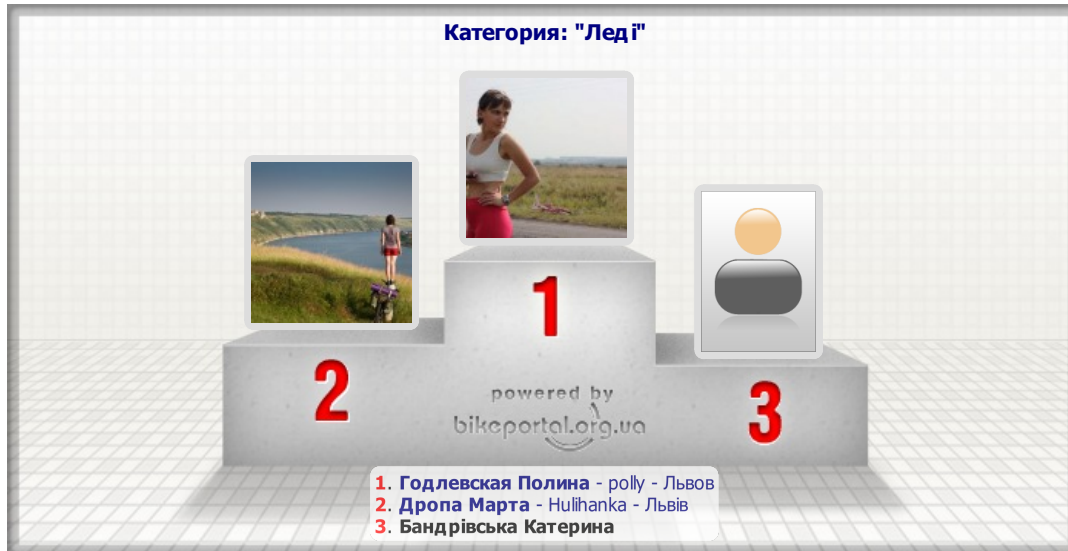 Категория: "Леді"
1
2
3
powered by
bikeportal.org.ua
1. Годлевская Полина - polly - Львов
2. Дропа Марта - Hulihanka - Львів
3. Бандрівська Катерина